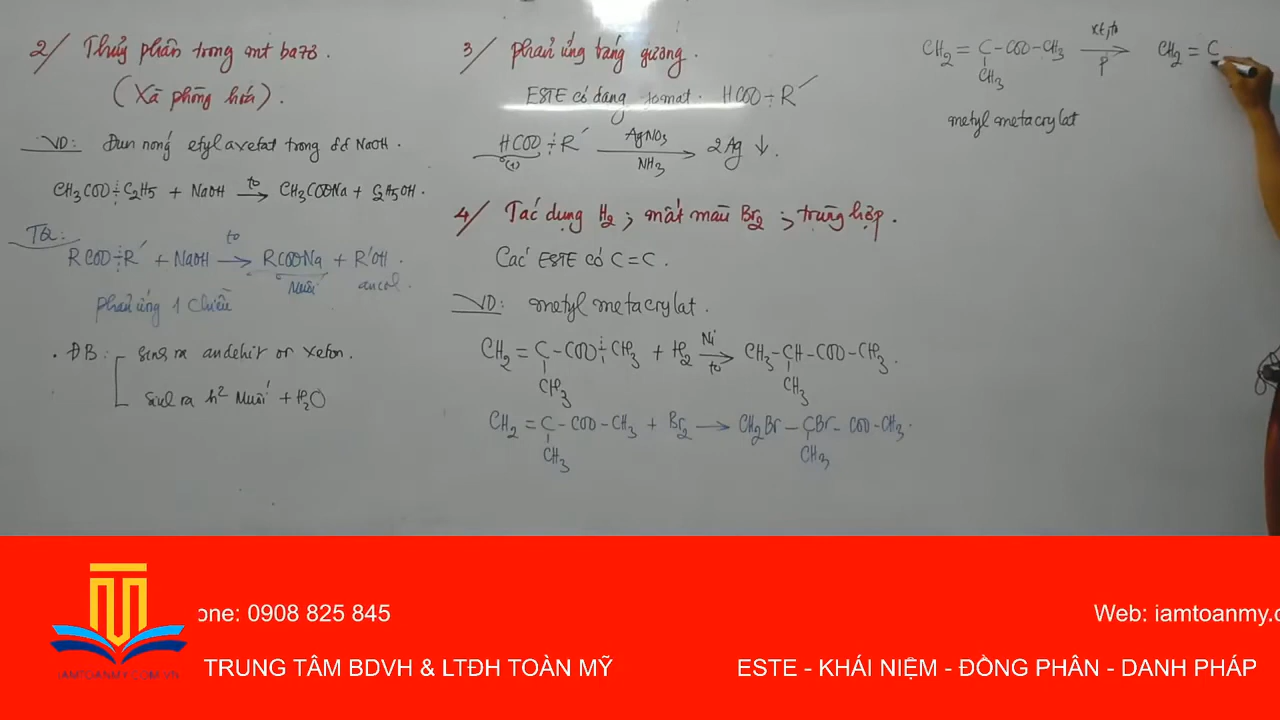 2/ Thủy phân trong mt bazơ.
(Xà phòng hóa).
VD: Đun nóng etyl axetat trong dd NaOH.
CH3COO-C2H5 + NaOH →to CH3COONa + C2H5OH.
TQ:
RCOO-R' + NaOH →to RCOONa + R'OH.
Muối ancol.
phản ứng 1 chiều
. ĐB: sinh ra andehit or xeton.
sinh ra h² Muối + H2O
3/ phản ứng tráng gương.
ESTE có dạng fomat. HCOO-R'
HCOO-R' →AgNO3 NH3 2Ag ↓.
(1)
4/ Tác dụng H2 ; mất màu Br2 ; trùng hợp.
Các ESTE có C=C.
VD: metyl metacrylat.
CH2 = C - COO-CH3 + H2 →Ni to CH3-CH-COO-CH3.
CH3 CH3
CH2 = C - COO - CH3 + Br2 → CH2Br - CBr - COO-CH3.
CH3 CH3
CH2 = C - COO-CH3 →xt,to p CH2 = C
CH3
metyl metacrylat
IAMTOANMY.COM.VN
one: 0908 825 845 Web: iamtoanmy.c
TRUNG TÂM BDVH & LTĐH TOÀN MỸ ESTE - KHÁI NIỆM - ĐỒNG PHÂN - DANH PHÁP